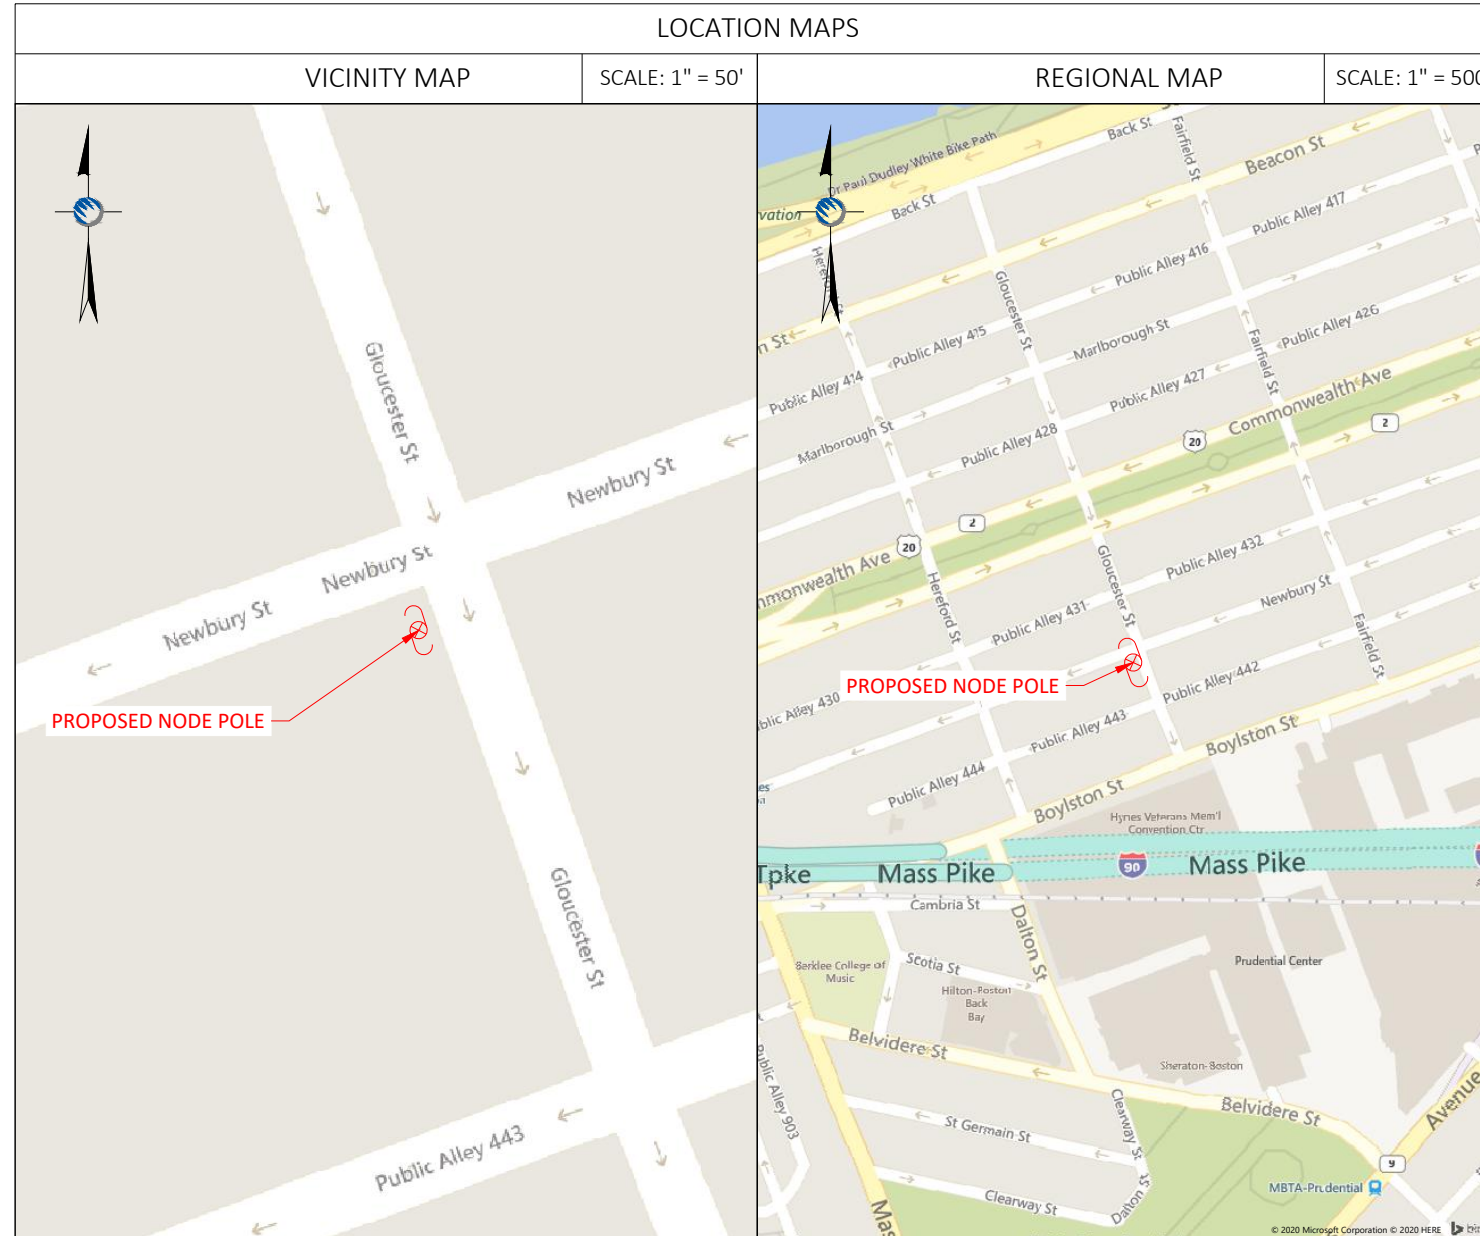 LOCATION MAPS
VICINITY MAP
SCALE: 1" = 50'
REGIONAL MAP
SCALE: 1" = 500
Gloucester St
Newbury St
Newbury St
Newbury St
PROPOSED NODE POLE
Gloucester St
Public Alley 443
Dr Paul Dudley White Bike Path
Back St
Back St
Fairfield St
Beacon St
Public Alley 417
Public Alley 416
Gloucester St
Public Alley 426
Public Alley 415
Marlborough St
Fairfield St
Public Alley 414
Public Alley 427
Commonwealth Ave
2
Marlborough St
Public Alley 428
20
2
20
mmonwealth Ave
Hereford St
Gloucester St
Public Alley 432
Newbury St
Public Alley 431
Fairfield St
PROPOSED NODE POLE
Public Alley 442
blic Alley 430
Public Alley 443
Boylston St
Public Alley 444
Boylston St
Hynes Veterans Mem'l
Convention Ctr
Tpke
Mass Pike
90
Mass Pike
Cambria St
Dalton St
Berklee College of
Music
Scotia St
Hilton-Boston
Back
Bay
Prudential Center
Belvidere St
Sheraton-Boston
Public Alley 903
St Germain St
Clearway St
Belvidere St
Avenue
9
MBTA-Prudential
Clearway St
Dalton St
Mas
© 2020 Microsoft Corporation © 2020 HERE